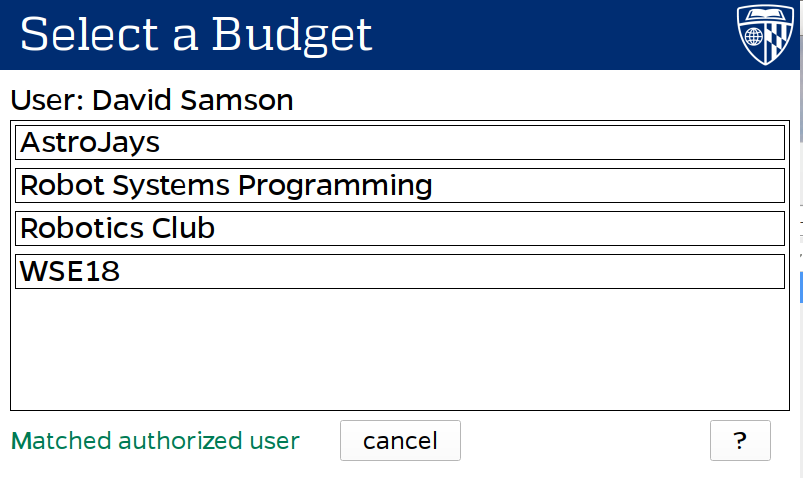 Select a Budget
User: David Samson
AstroJays
Robot Systems Programming
Robotics Club
WSE18
Matched authorized user cancel ?